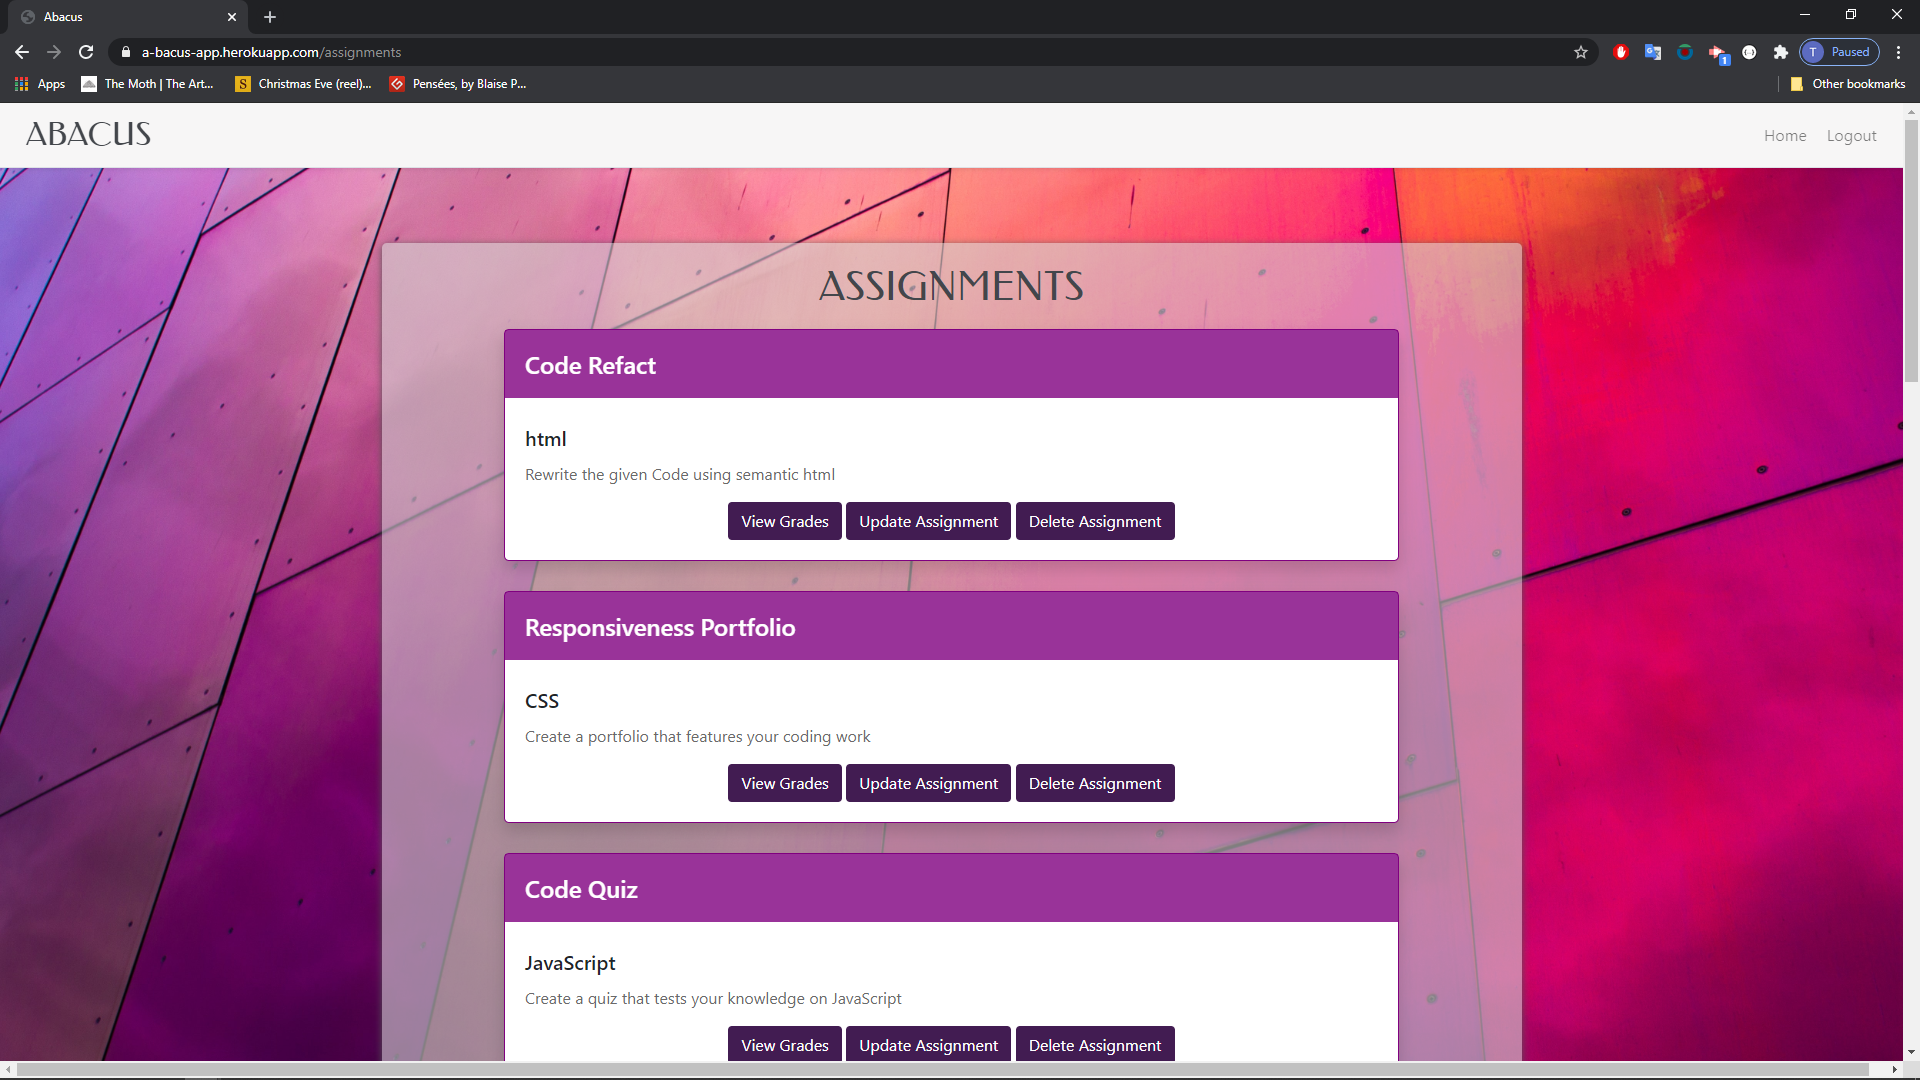 Abacus
a-bacus-app.herokuapp.com/assignments
T Paused
Apps
The Moth | The Art...
S
Christmas Eve (reel)...
Pensées, by Blaise P...
Other bookmarks
ABACUS
Home
Logout
ASSIGNMENTS
Code Refact
html
Rewrite the given Code using semantic html
View Grades
Update Assignment
Delete Assignment
Responsiveness Portfolio
CSS
Create a portfolio that features your coding work
View Grades
Update Assignment
Delete Assignment
Code Quiz
JavaScript
Create a quiz that tests your knowledge on JavaScript
View Grades
Update Assignment
Delete Assignment